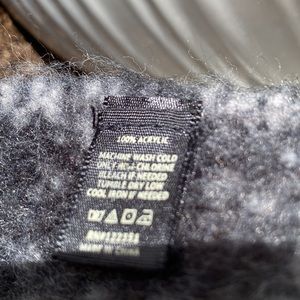 100% ACRYLIC
MACHINE WASH COLD
ONLY NON-CHLORINE
BLEACH IF NEEDED
TUMBLE DRY LOW
COOL IRON IF NEEDED
MADE IN CHINA